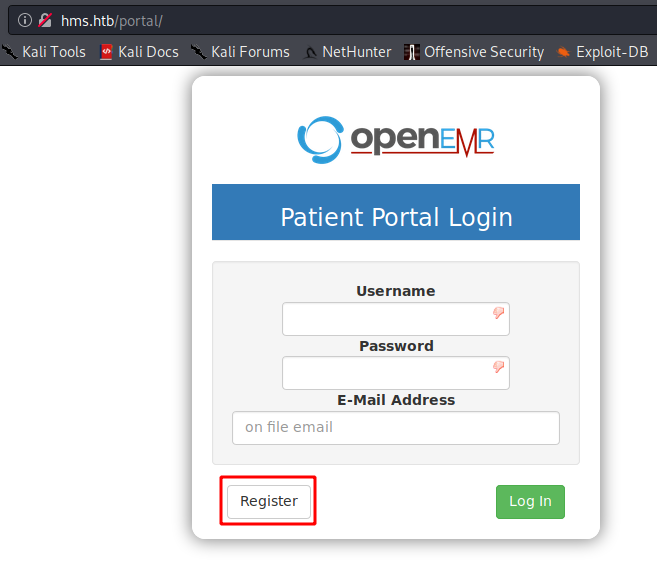 hms.htb/portal/
Kali Tools Kali Docs Kali Forums NetHunter Offensive Security Exploit-DB
openEMR
Patient Portal Login
Username
Password
E-Mail Address
on file email
Register Log In